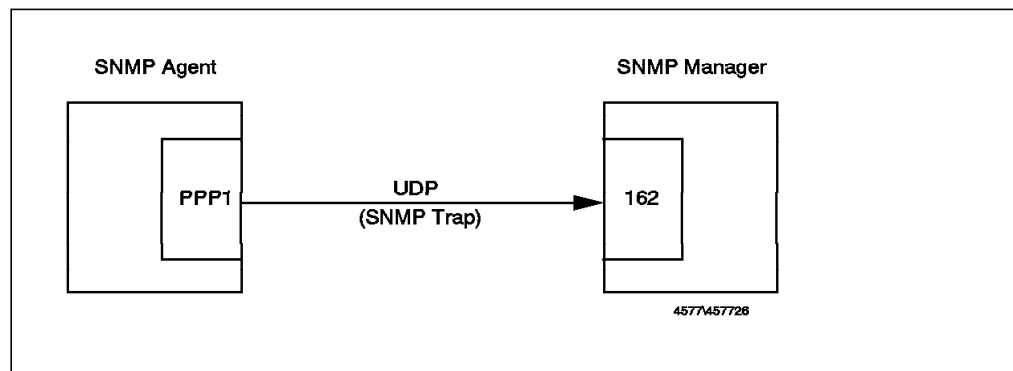 SNMP Agent
SNMP Manager
PPP1
UDP
(SNMP Trap)
162
4577\457726